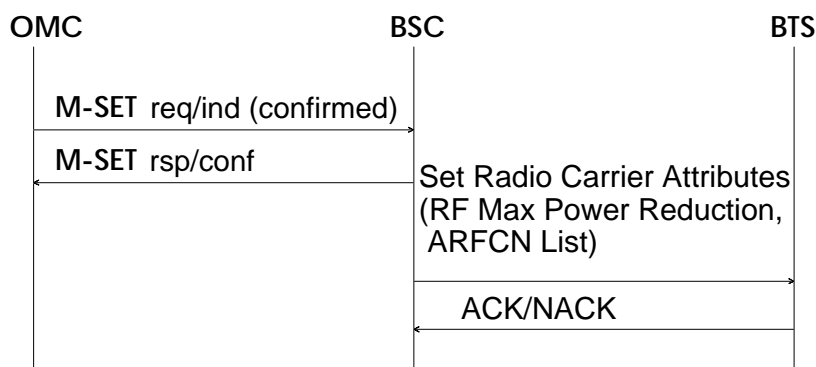 OMC BSC BTS
M-SET req/ind (confirmed)
M-SET rsp/conf
Set Radio Carrier Attributes
(RF Max Power Reduction,
ARFCN List)
ACK/NACK